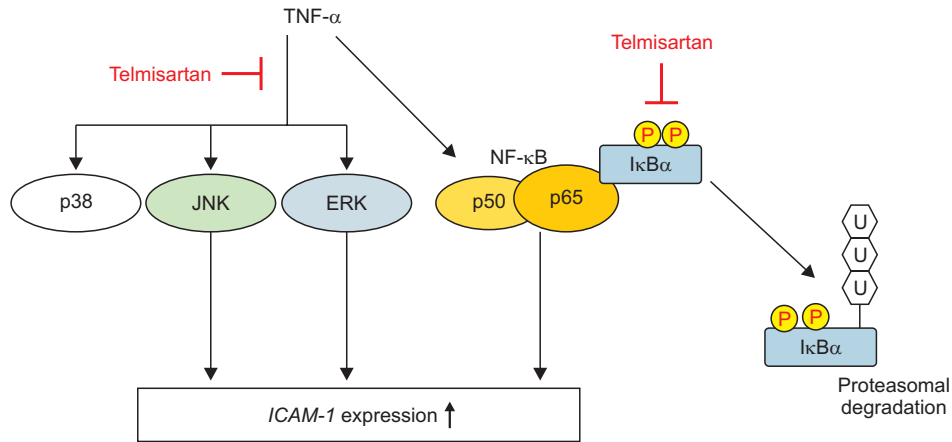 TNF-α
Telmisartan
Telmisartan
P P
NF-κB
IκBα
p38
JNK
ERK
p50
p65
U
U
U
P P
IκBα
Proteasomal
degradation
ICAM-1 expression ↑